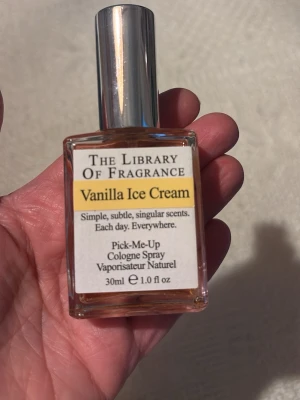 THE LIBRARY
OF FRAGRANCE
Vanilla Ice Cream
Simple, subtle, singular scents.
Each day. Everywhere.
Pick-Me-Up
Cologne Spray
Vaporisateur Naturel
30ml ℮ 1.0 fl oz